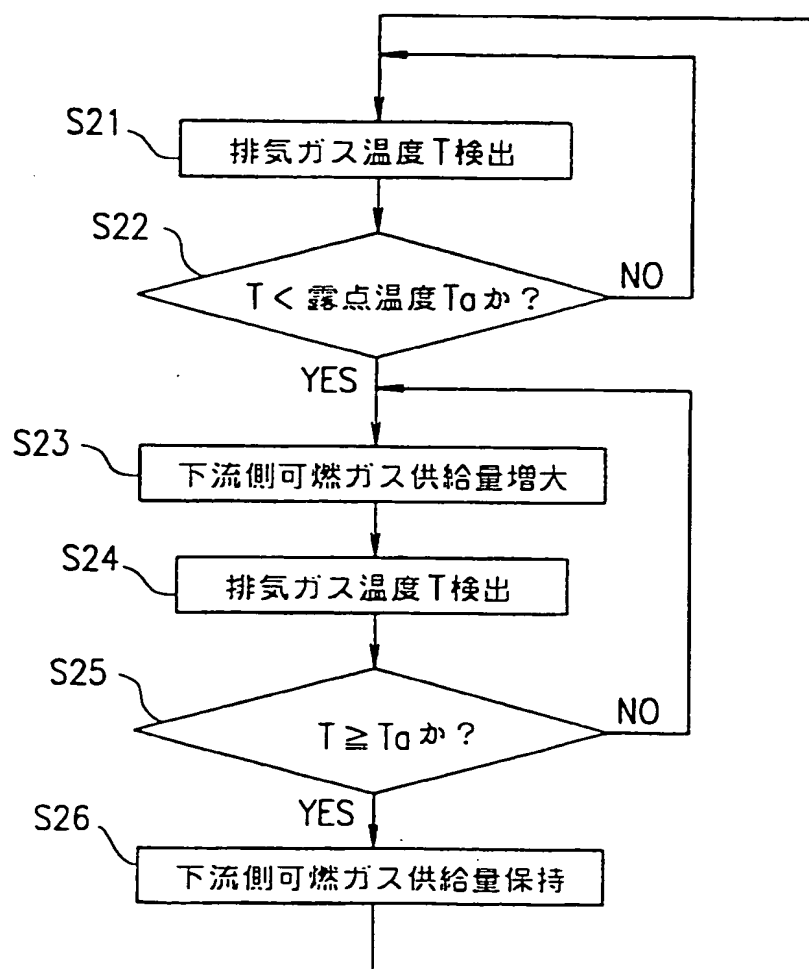 S21
排気ガス温度T検出
S22
T < 露点温度Taか?
NO
YES
S23
下流側可燃ガス供給量増大
S24
排気ガス温度T検出
S25
T ≧ Taか?
NO
YES
S26
下流側可燃ガス供給量保持